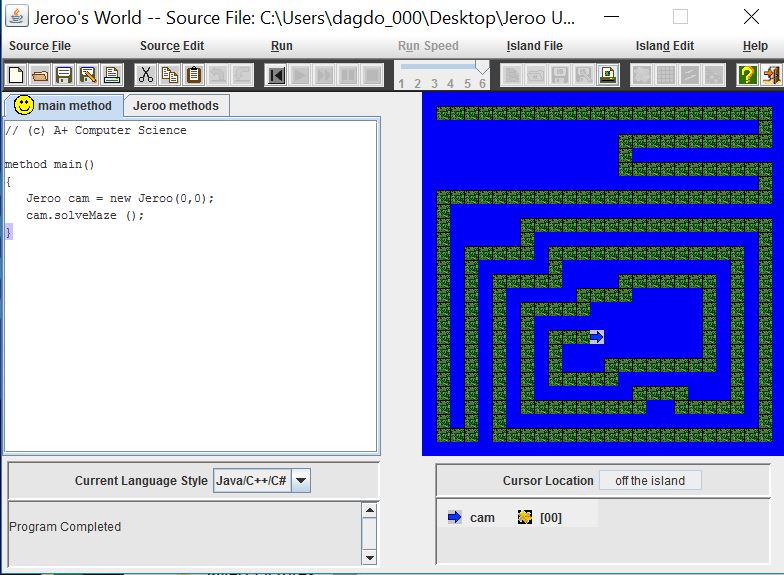 Jeroo's World -- Source File: C:\Users\dagdo_000\Desktop\Jeroo U...
Source File Source Edit Run Run Speed Island File Island Edit Help
1 2 3 4 5 6
main method Jeroo methods
// (c) A+ Computer Science
method main()
{
Jeroo cam = new Jeroo(0,0);
cam.solveMaze ();
}
Current Language Style Java/C++/C#
Cursor Location off the island
Program Completed
cam [00]